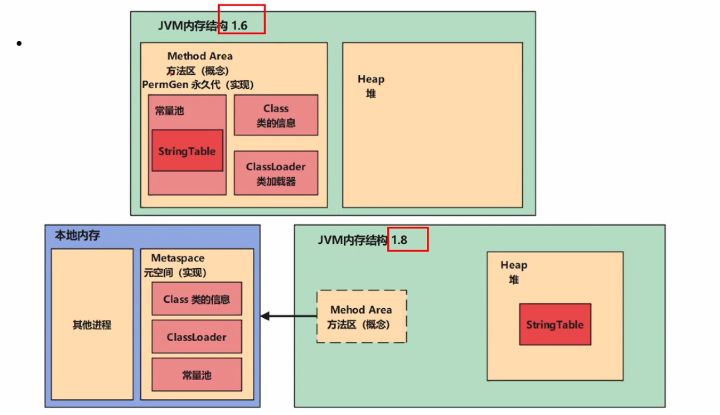 JVM内存结构 1.6
Method Area
方法区（概念）
PermGen 永久代（实现）
常量池
StringTable
Class
类的信息
ClassLoader
类加载器
Heap
堆
本地内存
其他进程
Metaspace
元空间（实现）
Class 类的信息
ClassLoader
常量池
JVM内存结构 1.8
Mehod Area
方法区（概念）
Heap
堆
StringTable